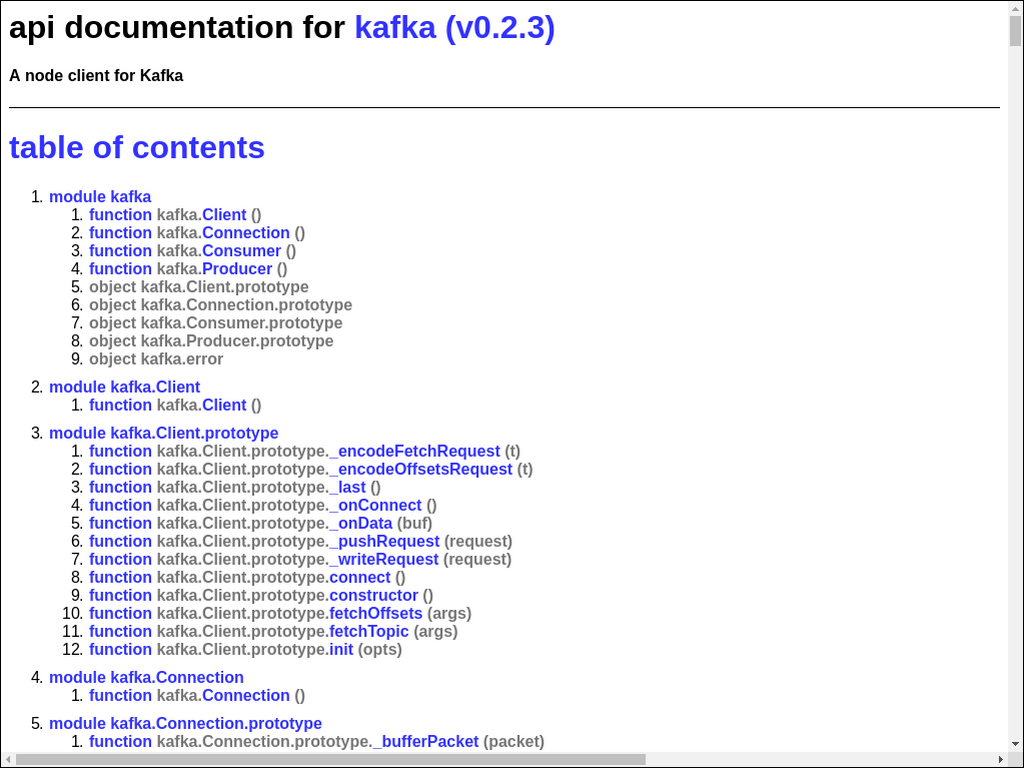 api documentation for kafka (v0.2.3)
A node client for Kafka
table of contents
1. module kafka
1. function kafka.Client ()
2. function kafka.Connection ()
3. function kafka.Consumer ()
4. function kafka.Producer ()
5. object kafka.Client.prototype
6. object kafka.Connection.prototype
7. object kafka.Consumer.prototype
8. object kafka.Producer.prototype
9. object kafka.error
2. module kafka.Client
1. function kafka.Client ()
3. module kafka.Client.prototype
1. function kafka.Client.prototype._encodeFetchRequest (t)
2. function kafka.Client.prototype._encodeOffsetsRequest (t)
3. function kafka.Client.prototype._last ()
4. function kafka.Client.prototype._onConnect ()
5. function kafka.Client.prototype._onData (buf)
6. function kafka.Client.prototype._pushRequest (request)
7. function kafka.Client.prototype._writeRequest (request)
8. function kafka.Client.prototype.connect ()
9. function kafka.Client.prototype.constructor ()
10. function kafka.Client.prototype.fetchOffsets (args)
11. function kafka.Client.prototype.fetchTopic (args)
12. function kafka.Client.prototype.init (opts)
4. module kafka.Connection
1. function kafka.Connection ()
5. module kafka.Connection.prototype
1. function kafka.Connection.prototype._bufferPacket (packet)